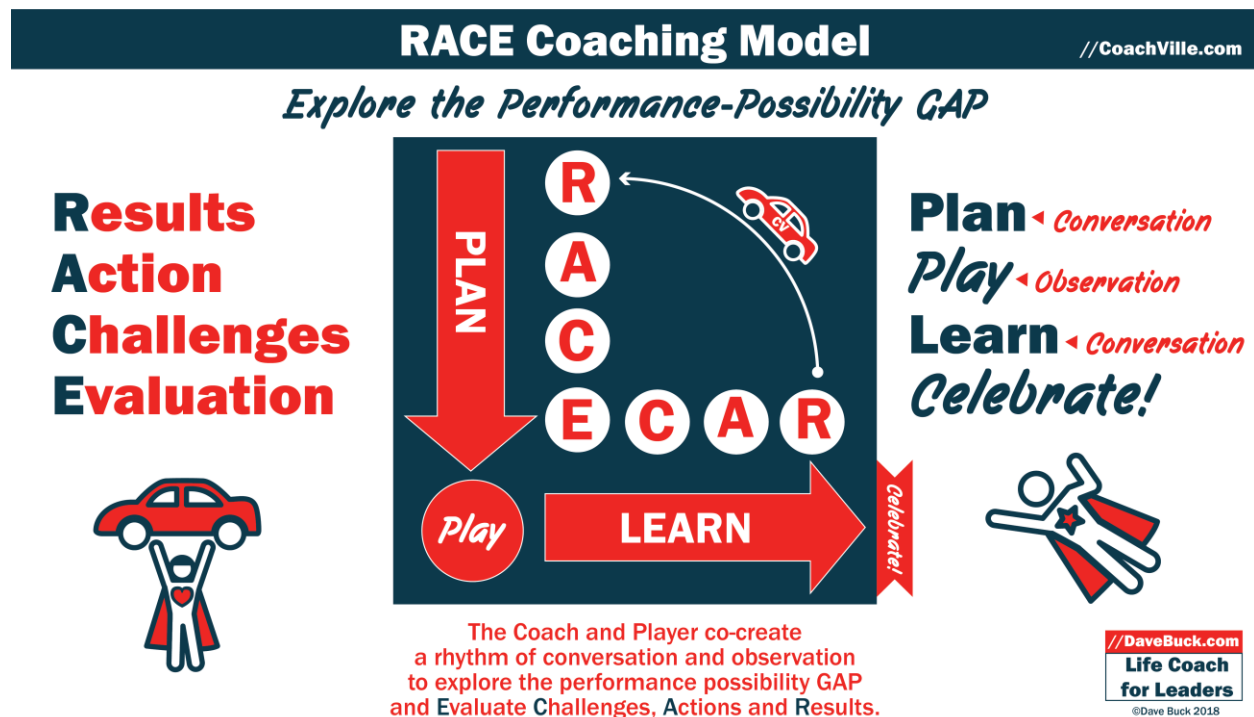 RACE Coaching Model
//CoachVille.com
Explore the Performance-Possibility GAP
Results
Action
Challenges
Evaluation
PLAN
R
A
C
E C A R
CV
Play
LEARN
Celebrate!
Plan Conversation
Play Observation
Learn Conversation
Celebrate!
The Coach and Player co-create
a rhythm of conversation and observation
to explore the performance possibility GAP
and Evaluate Challenges, Actions and Results.
//DaveBuck.com
Life Coach
for Leaders
©Dave Buck 2018